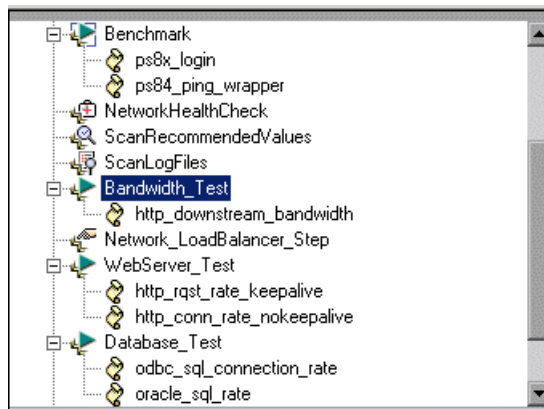 Benchmark
ps8x_login
ps84_ping_wrapper
NetworkHealthCheck
ScanRecommendedValues
ScanLogFiles
Bandwidth_Test
http_downstream_bandwidth
Network_LoadBalancer_Step
WebServer_Test
http_rqst_rate_keepalive
http_conn_rate_nokeepalive
Database_Test
odbc_sql_connection_rate
oracle_sql_rate